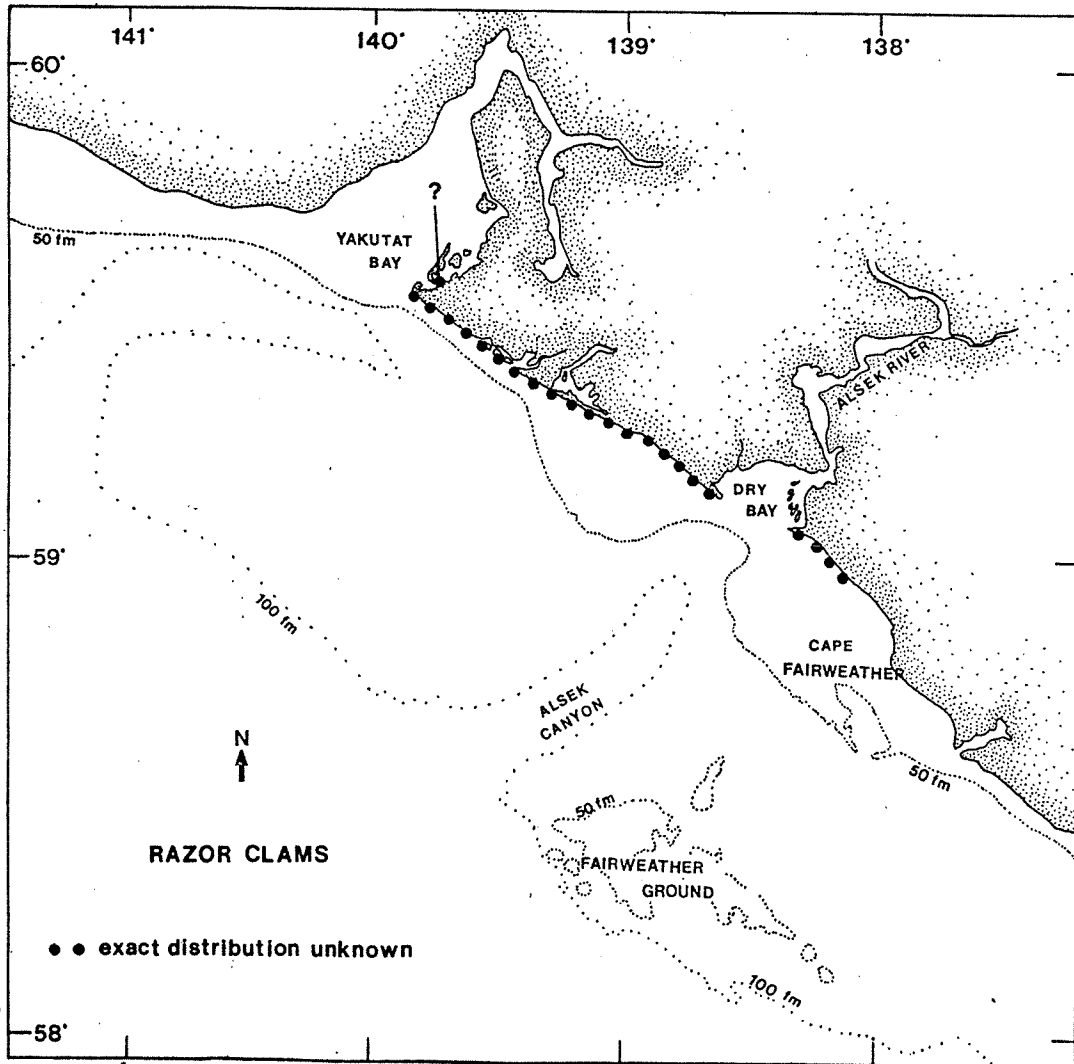 141°
140°
139°
138°
60°
?
50 fm
YAKUTAT
BAY
ALSEK RIVER
DRY
BAY
59°
100 fm
CAPE
FAIRWEATHER
ALSEK
CANYON
N
50 fm
50 fm
RAZOR CLAMS
FAIRWEATHER
GROUND
exact distribution unknown
100 fm
58°